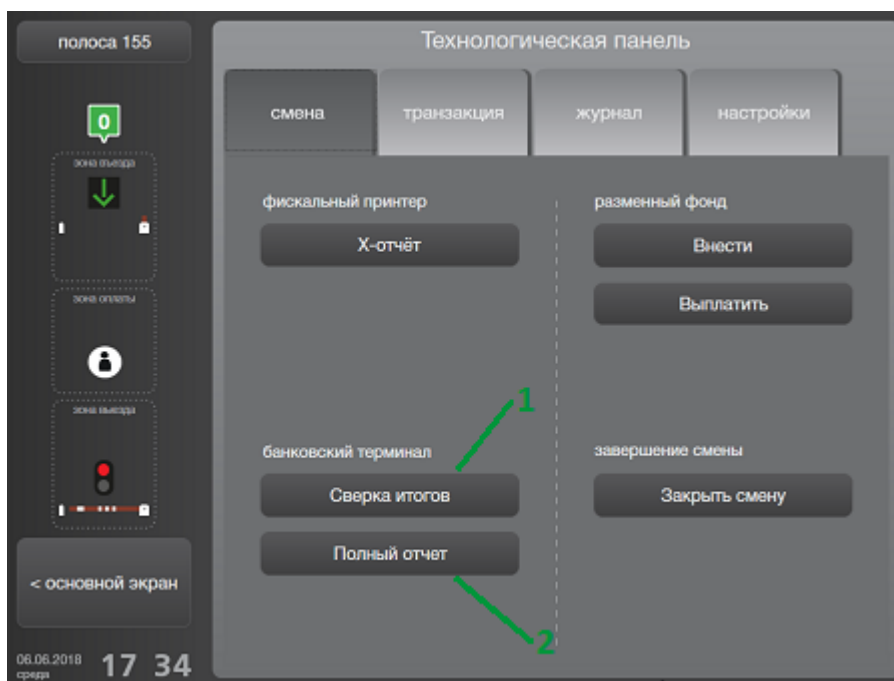 полоса 155
Технологическая панель
смена
транзакция
журнал
настройки
0
зона въезда
зона оплаты
зона выезда
фискальный принтер
X-отчёт
разменный фонд
Внести
Выплатить
1
банковский терминал
Сверка итогов
Полный отчет
2
завершение смены
Закрыть смену
< основной экран
06.06.2018
среда
17 34